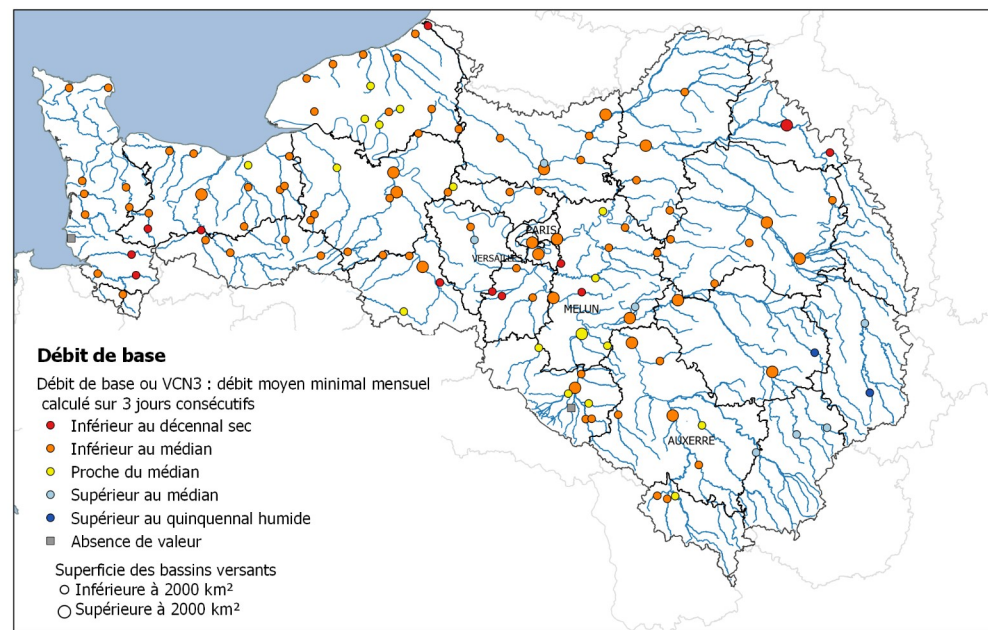 PARIS
VERSAILLES
MELUN
AUXERRE
Débit de base
Débit de base ou VCN3 : débit moyen minimal mensuel
calculé sur 3 jours consécutifs
Inférieur au décennal sec
Inférieur au médian
Proche du médian
Supérieur au médian
Supérieur au quinquennal humide
Absence de valeur
Superficie des bassins versants
Inférieure à 2000 km²
Supérieure à 2000 km²